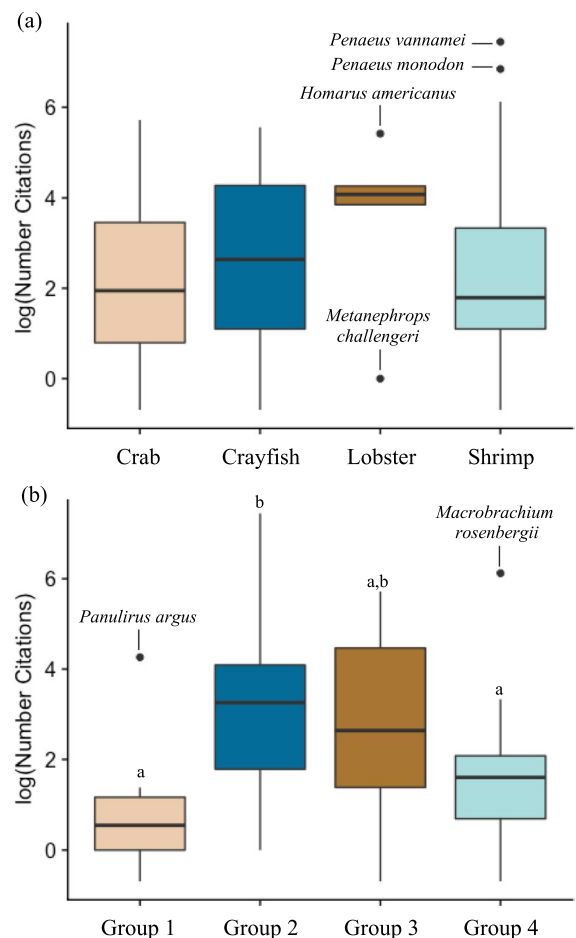 (a)
Penaeus vannamei
Penaeus monodon
Homarus americanus
6
4
Metanephrops
challengeri
2
0
log(Number Citations)
Crab Crayfish Lobster Shrimp
(b)
b
Macrobrachium
rosenbergii
a,b
6
Panulirus argus
4
a
2
a
0
log(Number Citations)
Group 1 Group 2 Group 3 Group 4